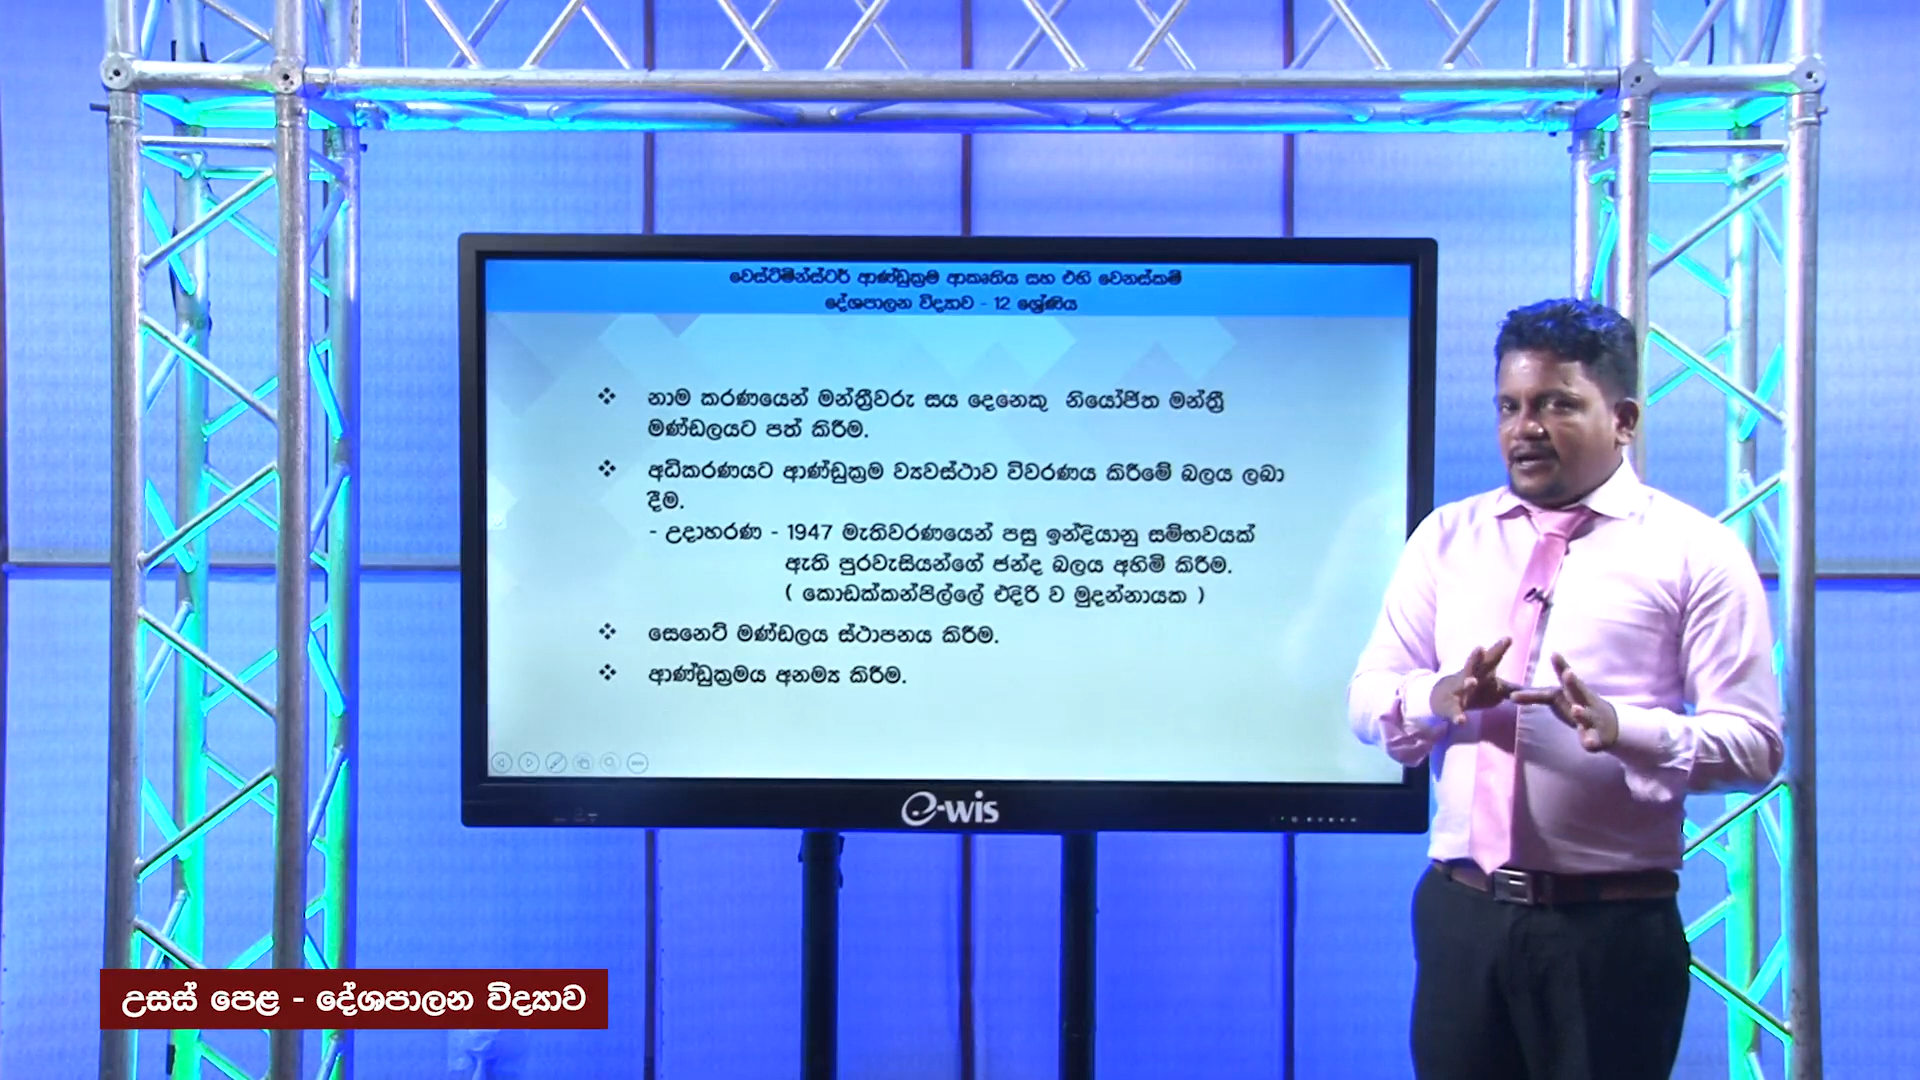 වෙස්ට්මින්ස්ටර් ආණ්ඩුක්‍රම ආකෘතිය සහ එහි වෙනස්කම්
දේශපාලන විද්‍යාව - 12 ශ්‍රේණිය
❖ නාම කරණයෙන් මන්ත්‍රීවරු සය දෙනෙකු නියෝජිත මන්ත්‍රී
මණ්ඩලයට පත් කිරීම.
❖ අධිකරණයට ආණ්ඩුක්‍රම ව්‍යවස්ථාව විවරණය කිරීමේ බලය ලබා
දීම.
- උදාහරණ - 1947 මැතිවරණයෙන් පසු ඉන්දියානු සම්භවයක්
ඇති පුරවැසියන්ගේ ඡන්ද බලය අහිමි කිරීම.
( කොඩක්කන්පිල්ලේ එදිරි ව මුදන්නායක )
❖ සෙනෙට් මණ්ඩලය ස්ථාපනය කිරීම.
❖ ආණ්ඩුක්‍රමය අනම්‍ය කිරීම.
e-wis
උසස් පෙළ - දේශපාලන විද්‍යාව